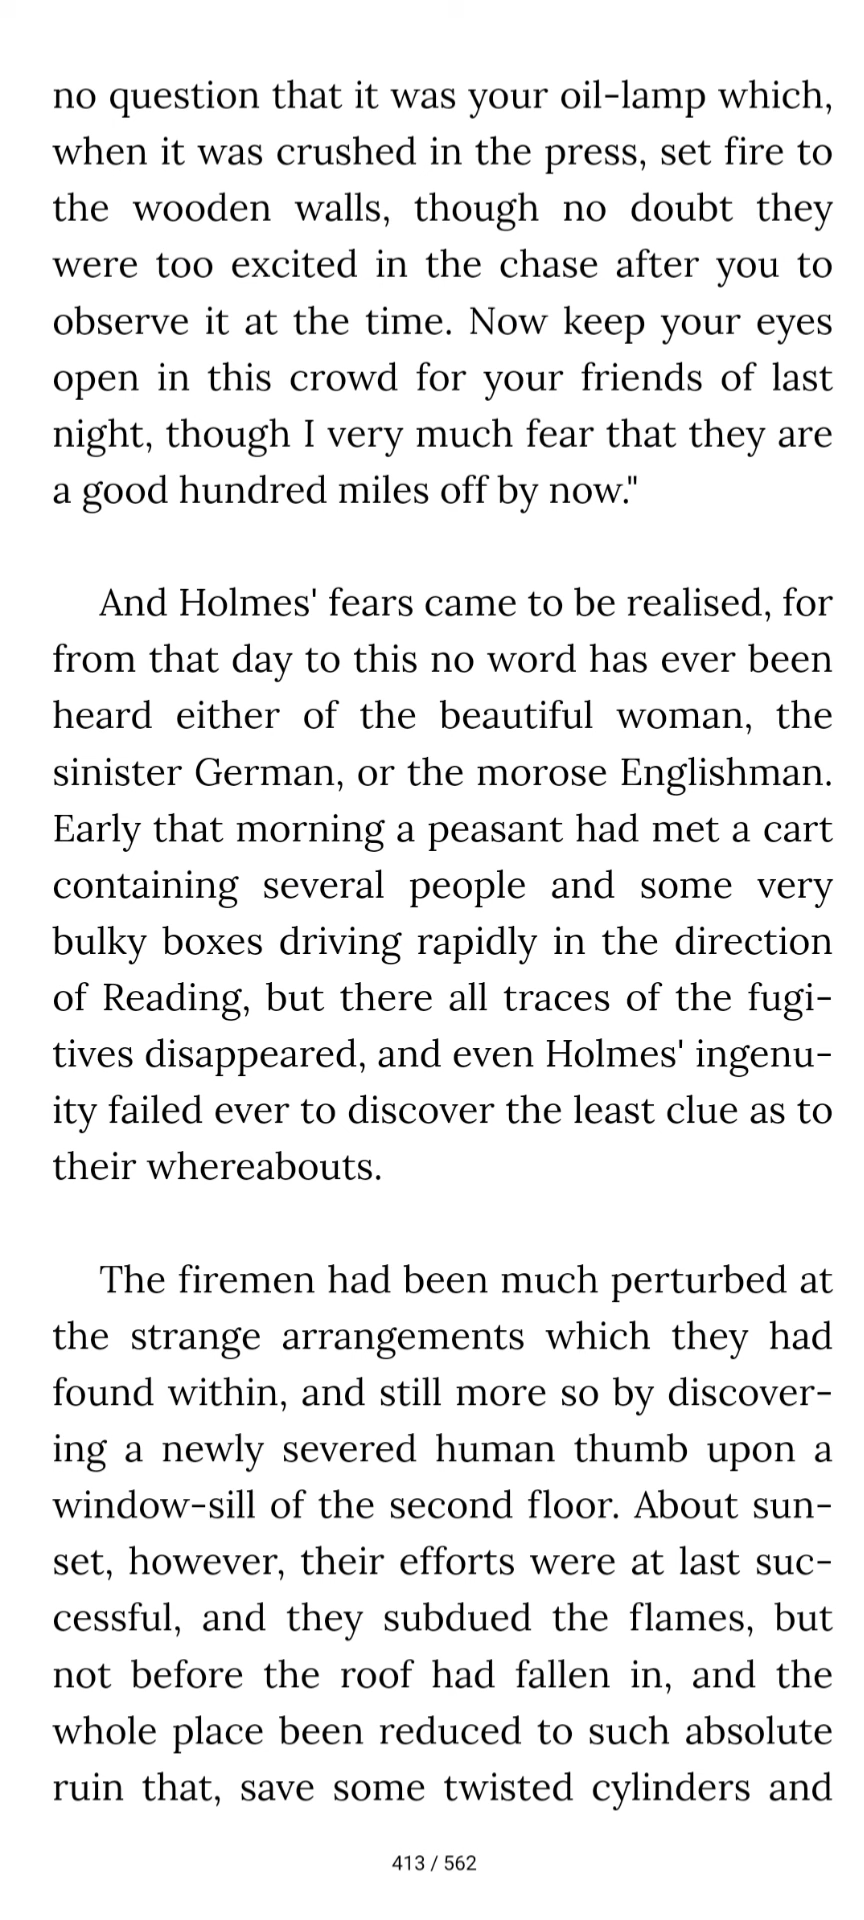 no question that it was your oil-lamp which,
when it was crushed in the press, set fire to
the wooden walls, though no doubt they
were too excited in the chase after you to
observe it at the time. Now keep your eyes
open in this crowd for your friends of last
night, though I very much fear that they are
a good hundred miles off by now."
And Holmes' fears came to be realised, for
from that day to this no word has ever been
heard either of the beautiful woman, the
sinister German, or the morose Englishman.
Early that morning a peasant had met a cart
containing several people and some very
bulky boxes driving rapidly in the direction
of Reading, but there all traces of the fugi-
tives disappeared, and even Holmes' ingenu-
ity failed ever to discover the least clue as to
their whereabouts.
The firemen had been much perturbed at
the strange arrangements which they had
found within, and still more so by discover-
ing a newly severed human thumb upon a
window-sill of the second floor. About sun-
set, however, their efforts were at last suc-
cessful, and they subdued the flames, but
not before the roof had fallen in, and the
whole place been reduced to such absolute
ruin that, save some twisted cylinders and
413 / 562